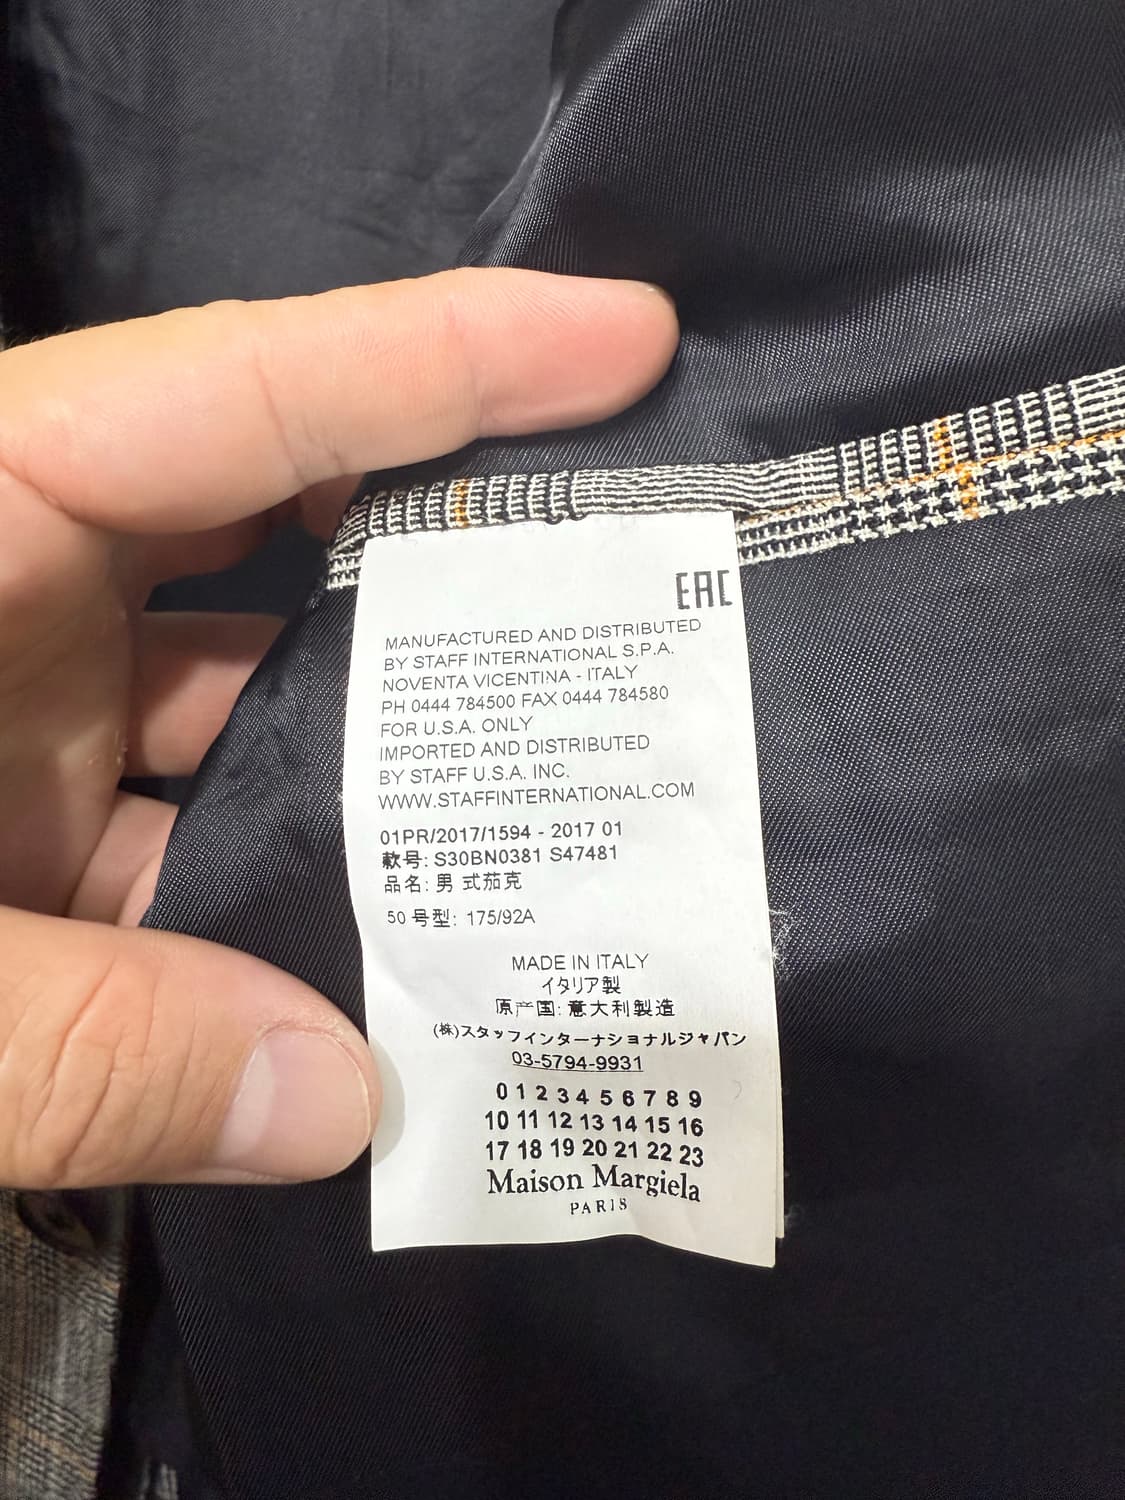 EAC
MANUFACTURED AND DISTRIBUTED
BY STAFF INTERNATIONAL S.P.A.
NOVENTA VICENTINA - ITALY
PH 0444 784500 FAX 0444 784580
FOR U.S.A. ONLY
IMPORTED AND DISTRIBUTED
BY STAFF U.S.A. INC.
WWW.STAFFINTERNATIONAL.COM
01PR/2017/1594 - 2017 01
款号: S30BN0381 S47481
品名: 男 式茄克
50 号型: 175/92A
MADE IN ITALY
イタリア製
原产国: 意大利製造
(株)スタッフインターナショナルジャパン
03-5794-9931
0 1 2 3 4 5 6 7 8 9
10 11 12 13 14 15 16
17 18 19 20 21 22 23
Maison Margiela
PARIS